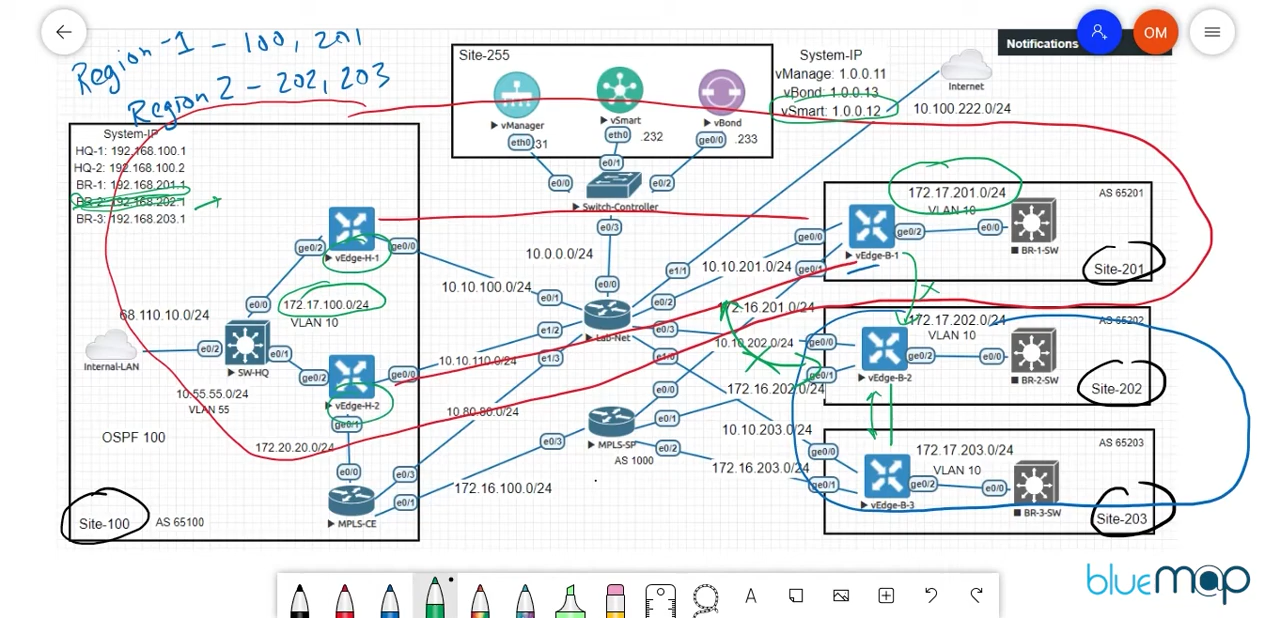 Region-1 - 100, 201
Region 2 - 202, 203
OM
Notifications
Site-255
vManager
vSmart
vBond
eth0
.231
eth0
.232
ge0/0
.233
e0/1
e0/0
e0/2
Switch-Controller
e0/3
10.0.0.0/24
System-IP
vManage: 1.0.0.11
vBond: 1.0.0.13
vSmart: 1.0.0.12
Internet
10.100.222.0/24
System-IP
HQ-1: 192.168.100.1
HQ-2: 192.168.100.2
BR-1: 192.168.201.1
BR-2: 192.168.202.1
BR-3: 192.168.203.1
vEdge-H-1
ge0/2
ge0/0
10.10.100.0/24
e0/0
172.17.100.0/24
VLAN 10
68.110.10.0/24
Internal-LAN
e0/2
SW-HQ
e0/1
ge0/2
ge0/0
vEdge-H-2
ge0/1
10.10.110.0/24
10.55.55.0/24
VLAN 55
OSPF 100
172.20.20.0/24
10.80.80.0/24
e0/0
e0/3
e0/1
MPLS-CE
172.16.100.0/24
Site-100
AS 65100
e0/0
e0/1
e1/2
e1/3
e1/1
e0/2
e0/3
e1/0
Lab-Net
10.10.201.0/24
2.16.201.0/24
10.10.202.0/24
172.16.202.0/24
10.10.203.0/24
172.16.203.0/24
e0/0
e0/1
e0/2
e0/3
MPLS-SP
AS 1000
172.17.201.0/24
VLAN 10
AS 65201
ge0/0
ge0/1
ge0/2
e0/0
vEdge-B-1
BR-1-SW
Site-201
172.17.202.0/24
VLAN 10
AS 65202
ge0/0
ge0/1
ge0/2
e0/0
vEdge-B-2
BR-2-SW
Site-202
172.17.203.0/24
VLAN 10
AS 65203
ge0/0
ge0/1
ge0/2
e0/0
vEdge-B-3
BR-3-SW
Site-203
bluemap
A